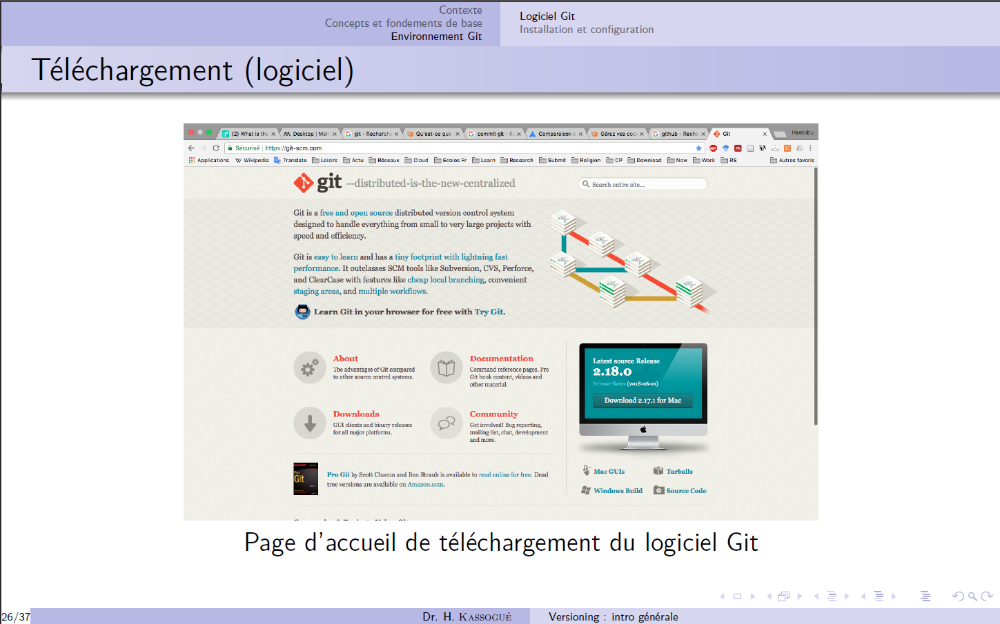 Contexte
Concepts et fondements de base
Environnement Git
Logiciel Git
Installation et configuration
Téléchargement (logiciel)
(2) What is the
Desktop | Men
git - Recherche
Qu'est-ce que
commit git - Re
Comparaison d
Gérez vos cod
github - Reche
Git
Hamidou
Sécurisé | https://git-scm.com
Applications Wikipedia Translate Loisirs Actu Réseaux Cloud Ecoles Fr Learn Research Submit Religion CP Download Now Work RS Autres favoris
git --distributed-is-the-new-centralized
Search entire site...
Git is a free and open source distributed version control system
designed to handle everything from small to very large projects with
speed and efficiency.
Git is easy to learn and has a tiny footprint with lightning fast
performance. It outclasses SCM tools like Subversion, CVS, Perforce,
and ClearCase with features like cheap local branching, convenient
staging areas, and multiple workflows.
Learn Git in your browser for free with Try Git.
About
The advantages of Git compared
to other source control systems.
Documentation
Command reference pages, Pro
Git book content, videos and
other material.
Downloads
GUI clients and binary releases
for all major platforms.
Community
Get involved! Bug reporting,
mailing list, chat, development
and more.
Latest source Release
2.18.0
Release Notes (2018-06-21)
Download 2.17.1 for Mac
Mac GUIs
Tarballs
Windows Build
Source Code
Pro
Git
Pro Git by Scott Chacon and Ben Straub is available to read online for free. Dead
tree versions are available on Amazon.com.
Page d'accueil de téléchargement du logiciel Git
26/37
Dr. H. Kassogué
Versioning : intro générale